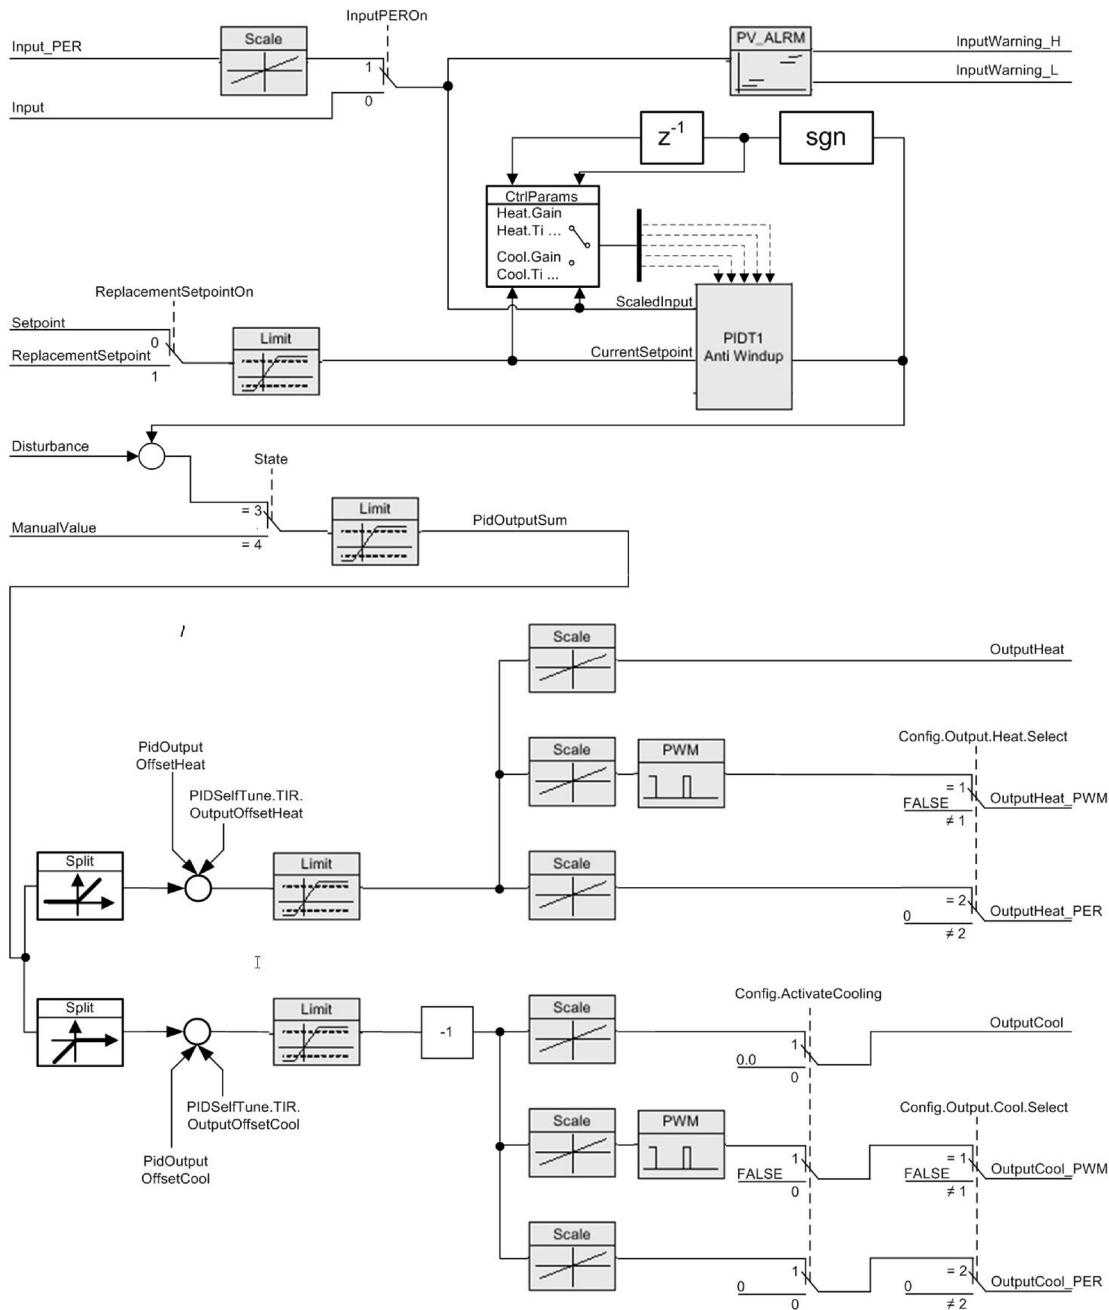 InputPEROn
Input_PER
Scale
PV_ALRM
InputWarning_H
1
InputWarning_L
0
Input
z-1
sgn
CtrlParams
Heat.Gain
Heat.Ti ...
Cool.Gain
Cool.Ti ...
ReplacementSetpointOn
ScaledInput
Setpoint
0
Limit
PIDT1
Anti Windup
ReplacementSetpoint
CurrentSetpoint
1
Disturbance
State
= 3
Limit
PidOutputSum
ManualValue
= 4
Scale
OutputHeat
PidOutput
OffsetHeat
Scale
PWM
Config.Output.Heat.Select
PIDSelfTune.TIR.
OutputOffsetHeat
= 1
FALSE
OutputHeat_PWM
≠ 1
Split
Limit
Scale
= 2
0
OutputHeat_PER
≠ 2
Config.ActivateCooling
Split
Limit
-1
Scale
OutputCool
1
0.0
0
PIDSelfTune.TIR.
OutputOffsetCool
Config.Output.Cool.Select
Scale
PWM
PidOutput
OffsetCool
1
FALSE
0
= 1
FALSE
OutputCool_PWM
≠ 1
Scale
1
0
0
= 2
0
OutputCool_PER
≠ 2